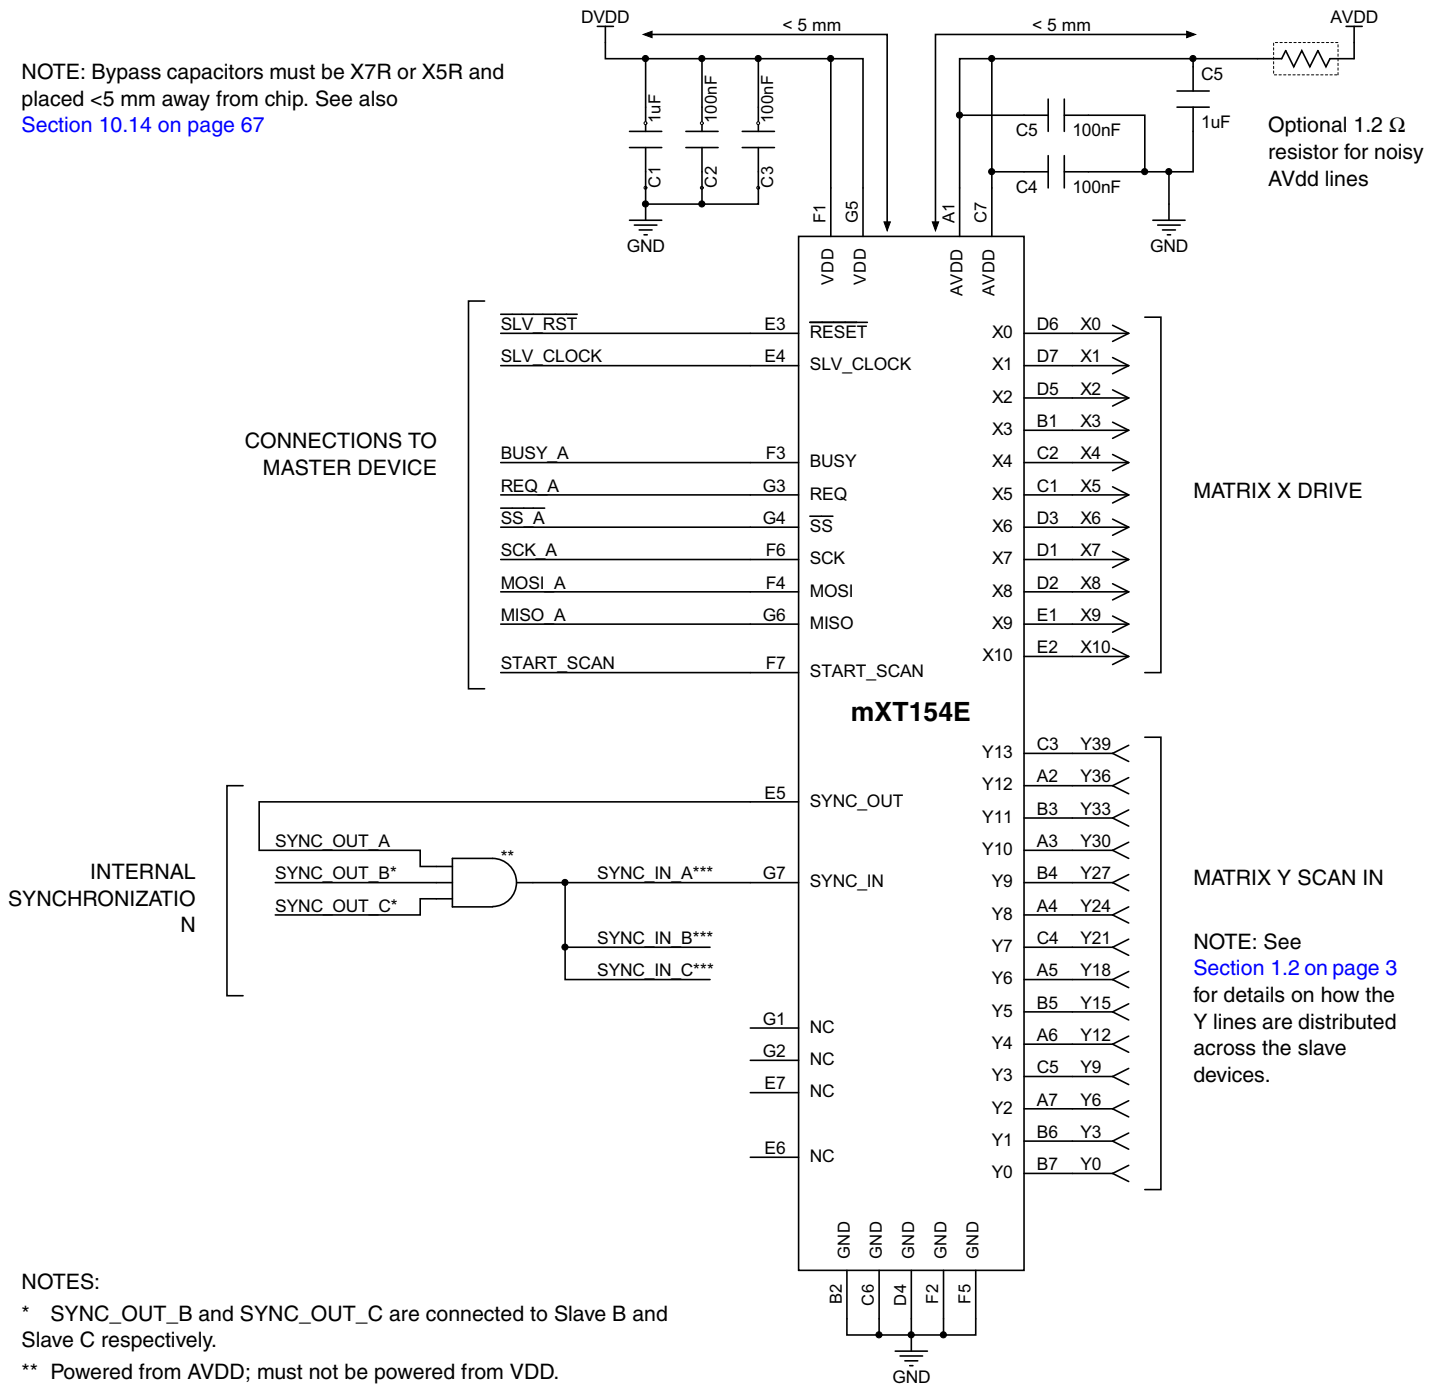 DVDD
< 5 mm
< 5 mm
AVDD
NOTE: Bypass capacitors must be X7R or X5R and
placed <5 mm away from chip. See also
Section 10.14 on page 67
1uF
100nF
100nF
C1
C2
C3
GND
C5
1uF
C5
100nF
C4
100nF
GND
Optional 1.2 Ω
resistor for noisy
AVdd lines
F1
G5
A1
C7
VDD
VDD
AVDD
AVDD
CONNECTIONS TO
MASTER DEVICE
SLV_RST E3 RESET
SLV_CLOCK E4 SLV_CLOCK
BUSY_A F3 BUSY
REQ_A G3 REQ
SS_A G4 SS
SCK_A F6 SCK
MOSI_A F4 MOSI
MISO_A G6 MISO
START_SCAN F7 START_SCAN
X0 D6 X0
X1 D7 X1
X2 D5 X2
X3 B1 X3
X4 C2 X4
X5 C1 X5
X6 D3 X6
X7 D1 X7
X8 D2 X8
X9 E1 X9
X10 E2 X10
MATRIX X DRIVE
mXT154E
INTERNAL
SYNCHRONIZATIO
N
E5 SYNC_OUT
SYNC_OUT_A
SYNC_OUT_B*
SYNC_OUT_C*
**
SYNC_IN_A*** G7 SYNC_IN
SYNC_IN_B***
SYNC_IN_C***
G1 NC
G2 NC
E7 NC
E6 NC
Y13 C3 Y39
Y12 A2 Y36
Y11 B3 Y33
Y10 A3 Y30
Y9 B4 Y27
Y8 A4 Y24
Y7 C4 Y21
Y6 A5 Y18
Y5 B5 Y15
Y4 A6 Y12
Y3 C5 Y9
Y2 A7 Y6
Y1 B6 Y3
Y0 B7 Y0
MATRIX Y SCAN IN
NOTE: See
Section 1.2 on page 3
for details on how the
Y lines are distributed
across the slave
devices.
GND
GND
GND
GND
GND
B2
C6
D4
F2
F5
GND
NOTES:
* SYNC_OUT_B and SYNC_OUT_C are connected to Slave B and
Slave C respectively.
** Powered from AVDD; must not be powered from VDD.